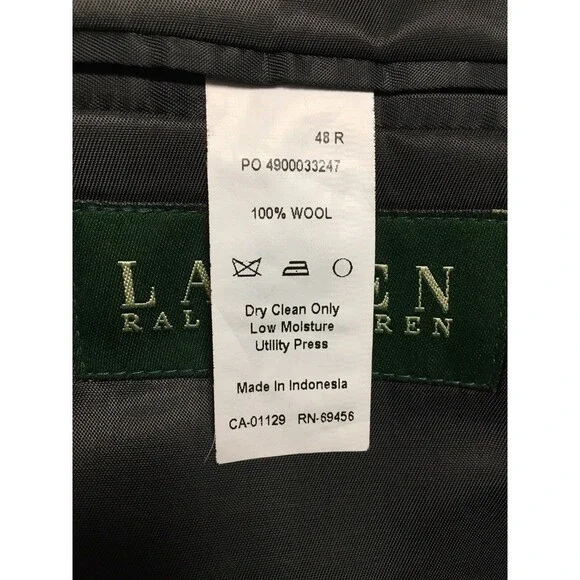 48 R
PO 4900033247
100% WOOL
Dry Clean Only
Low Moisture
Utility Press
Made In Indonesia
CA-01129 RN-69456
LA EN
RAL REN